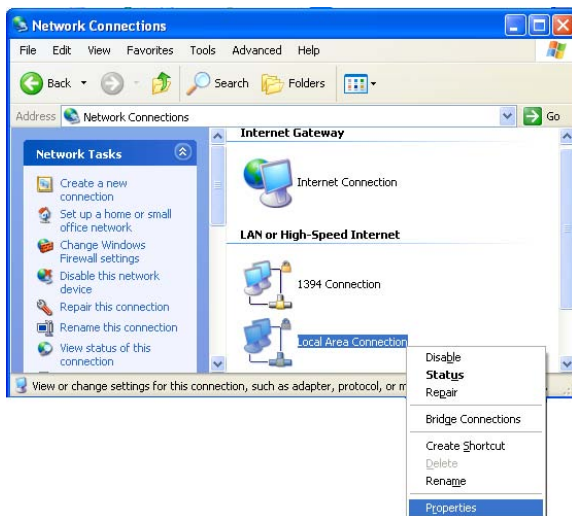 Network Connections
File Edit View Favorites Tools Advanced Help
Back Search Folders
Address Network Connections Go
Network Tasks
Create a new
connection
Set up a home or small
office network
Change Windows
Firewall settings
Disable this network
device
Repair this connection
Rename this connection
View status of this
connection
Internet Gateway
Internet Connection
LAN or High-Speed Internet
1394 Connection
Local Area Connection
Disable
Status
Repair
Bridge Connections
Create Shortcut
Delete
Rename
Properties
View or change settings for this connection, such as adapter, protocol, or